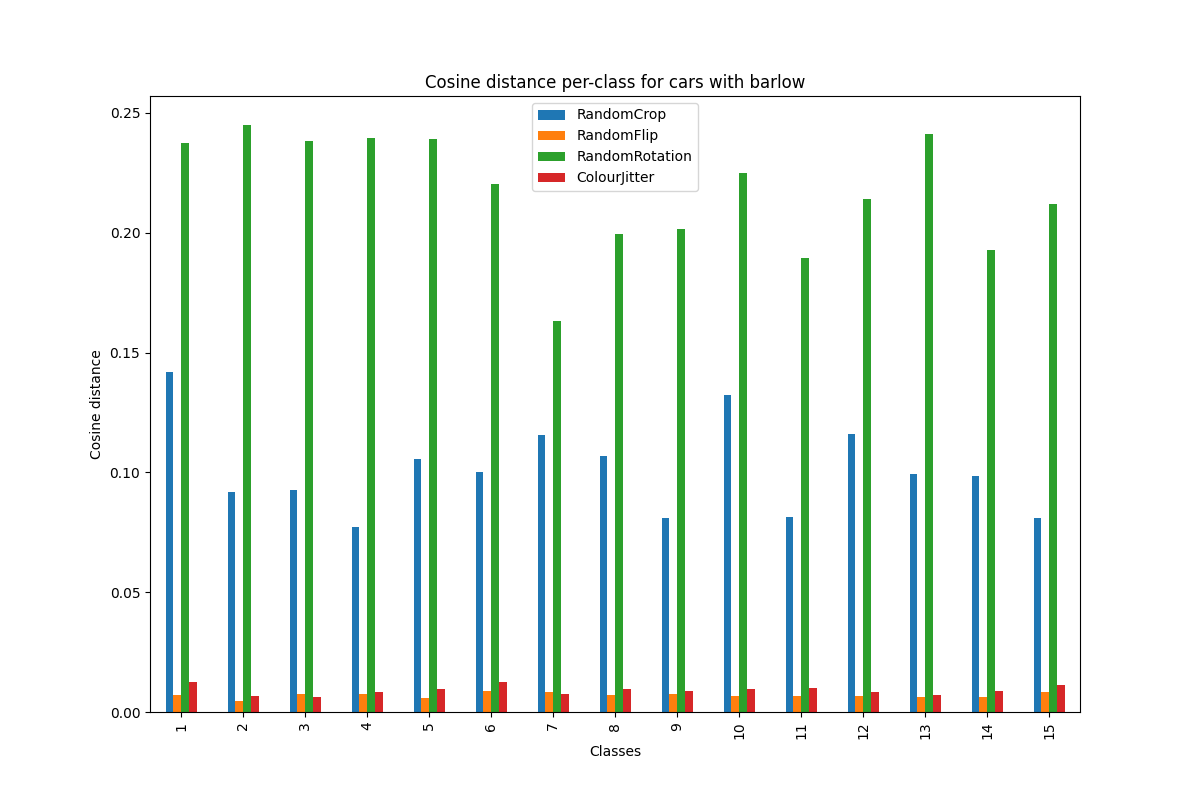 Cosine distance per-class for cars with barlow
RandomCrop
RandomFlip
RandomRotation
ColourJitter
Cosine distance
0.25
0.20
0.15
0.10
0.05
0.00
1 2 3 4 5 6 7 8 9 10 11 12 13 14 15
Classes